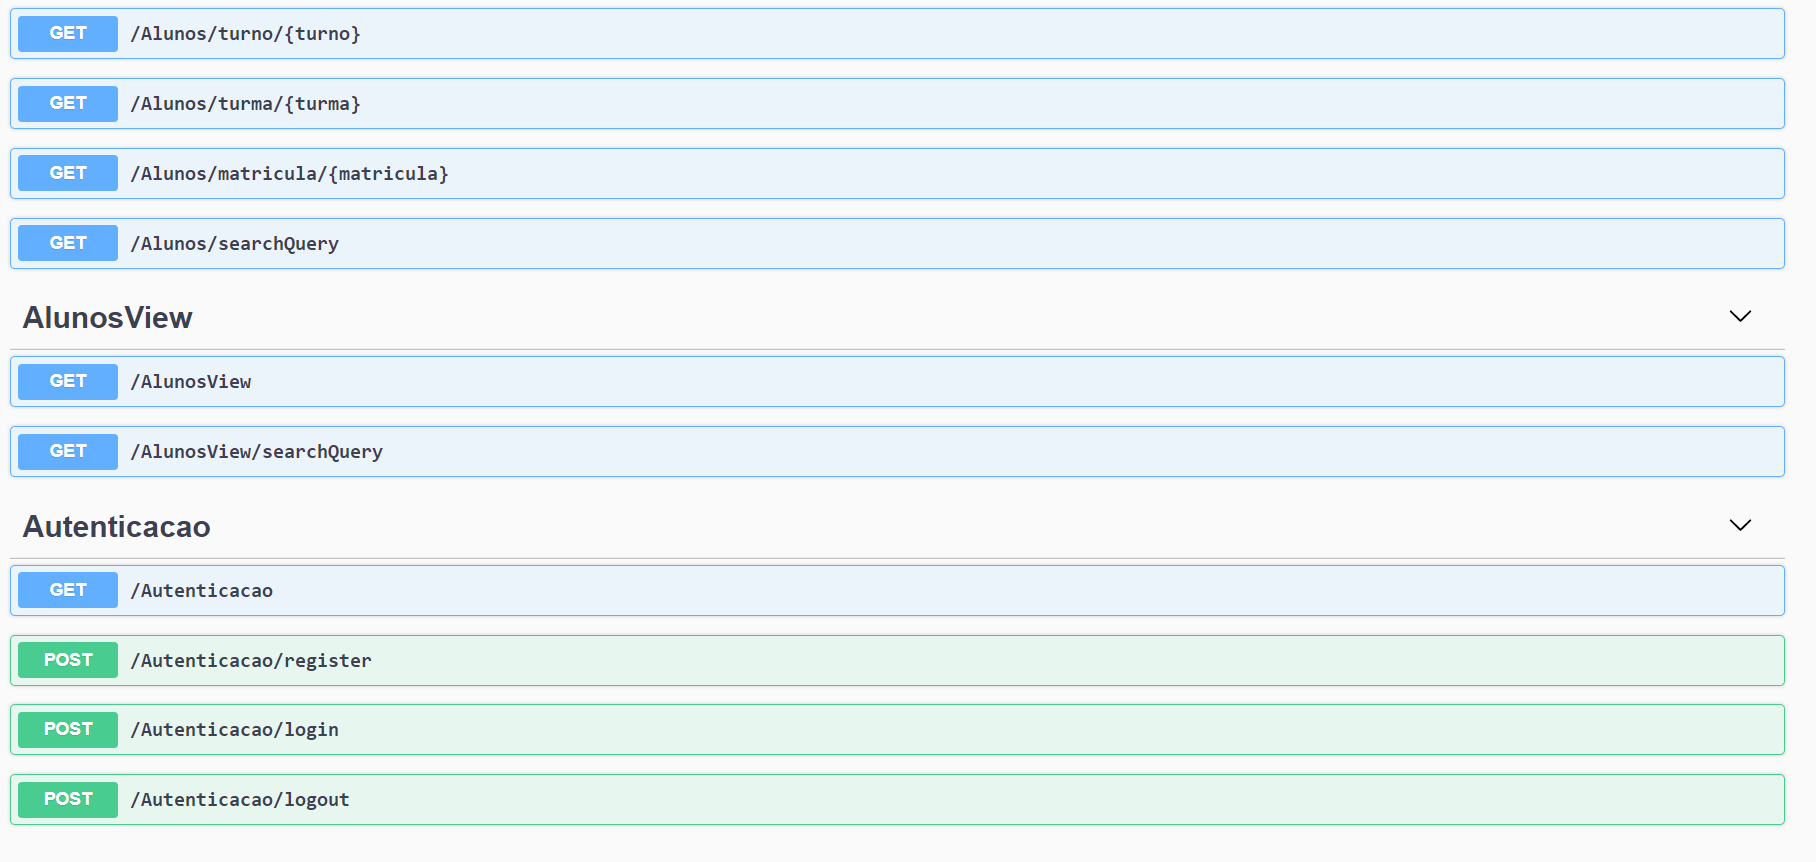 GET /Alunos/turno/{turno}
GET /Alunos/turma/{turma}
GET /Alunos/matricula/{matricula}
GET /Alunos/searchQuery
AlunosView
GET /AlunosView
GET /AlunosView/searchQuery
Autenticacao
GET /Autenticacao
POST /Autenticacao/register
POST /Autenticacao/login
POST /Autenticacao/logout